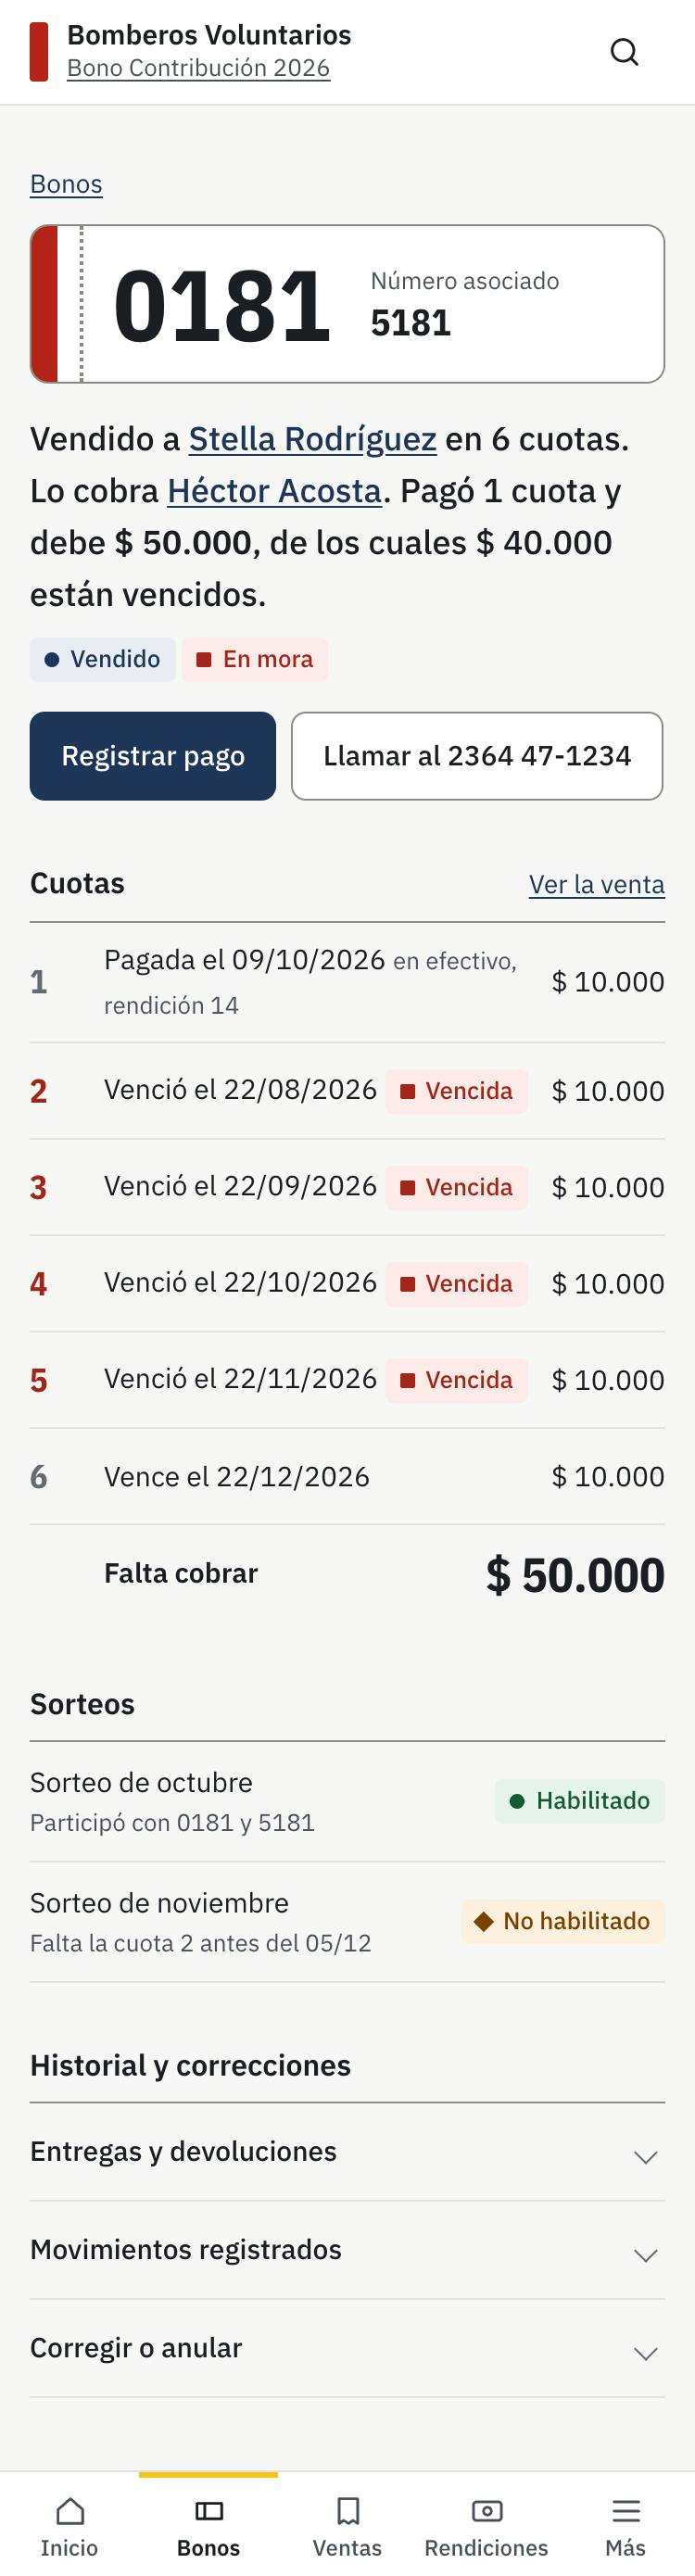 Bomberos Voluntarios
Bono Contribución 2026
Bonos
0181
Número asociado
5181
Vendido a Stella Rodríguez en 6 cuotas.
Lo cobra Héctor Acosta. Pagó 1 cuota y
debe $ 50.000, de los cuales $ 40.000
están vencidos.
Vendido
En mora
Registrar pago
Llamar al 2364 47-1234
Cuotas
Ver la venta
1 Pagada el 09/10/2026 en efectivo, $ 10.000
rendición 14
2 Venció el 22/08/2026 Vencida $ 10.000
3 Venció el 22/09/2026 Vencida $ 10.000
4 Venció el 22/10/2026 Vencida $ 10.000
5 Venció el 22/11/2026 Vencida $ 10.000
6 Vence el 22/12/2026 $ 10.000
Falta cobrar $ 50.000
Sorteos
Sorteo de octubre
Participó con 0181 y 5181
Habilitado
Sorteo de noviembre
Falta la cuota 2 antes del 05/12
No habilitado
Historial y correcciones
Entregas y devoluciones
Movimientos registrados
Corregir o anular
Inicio
Bonos
Ventas
Rendiciones
Más